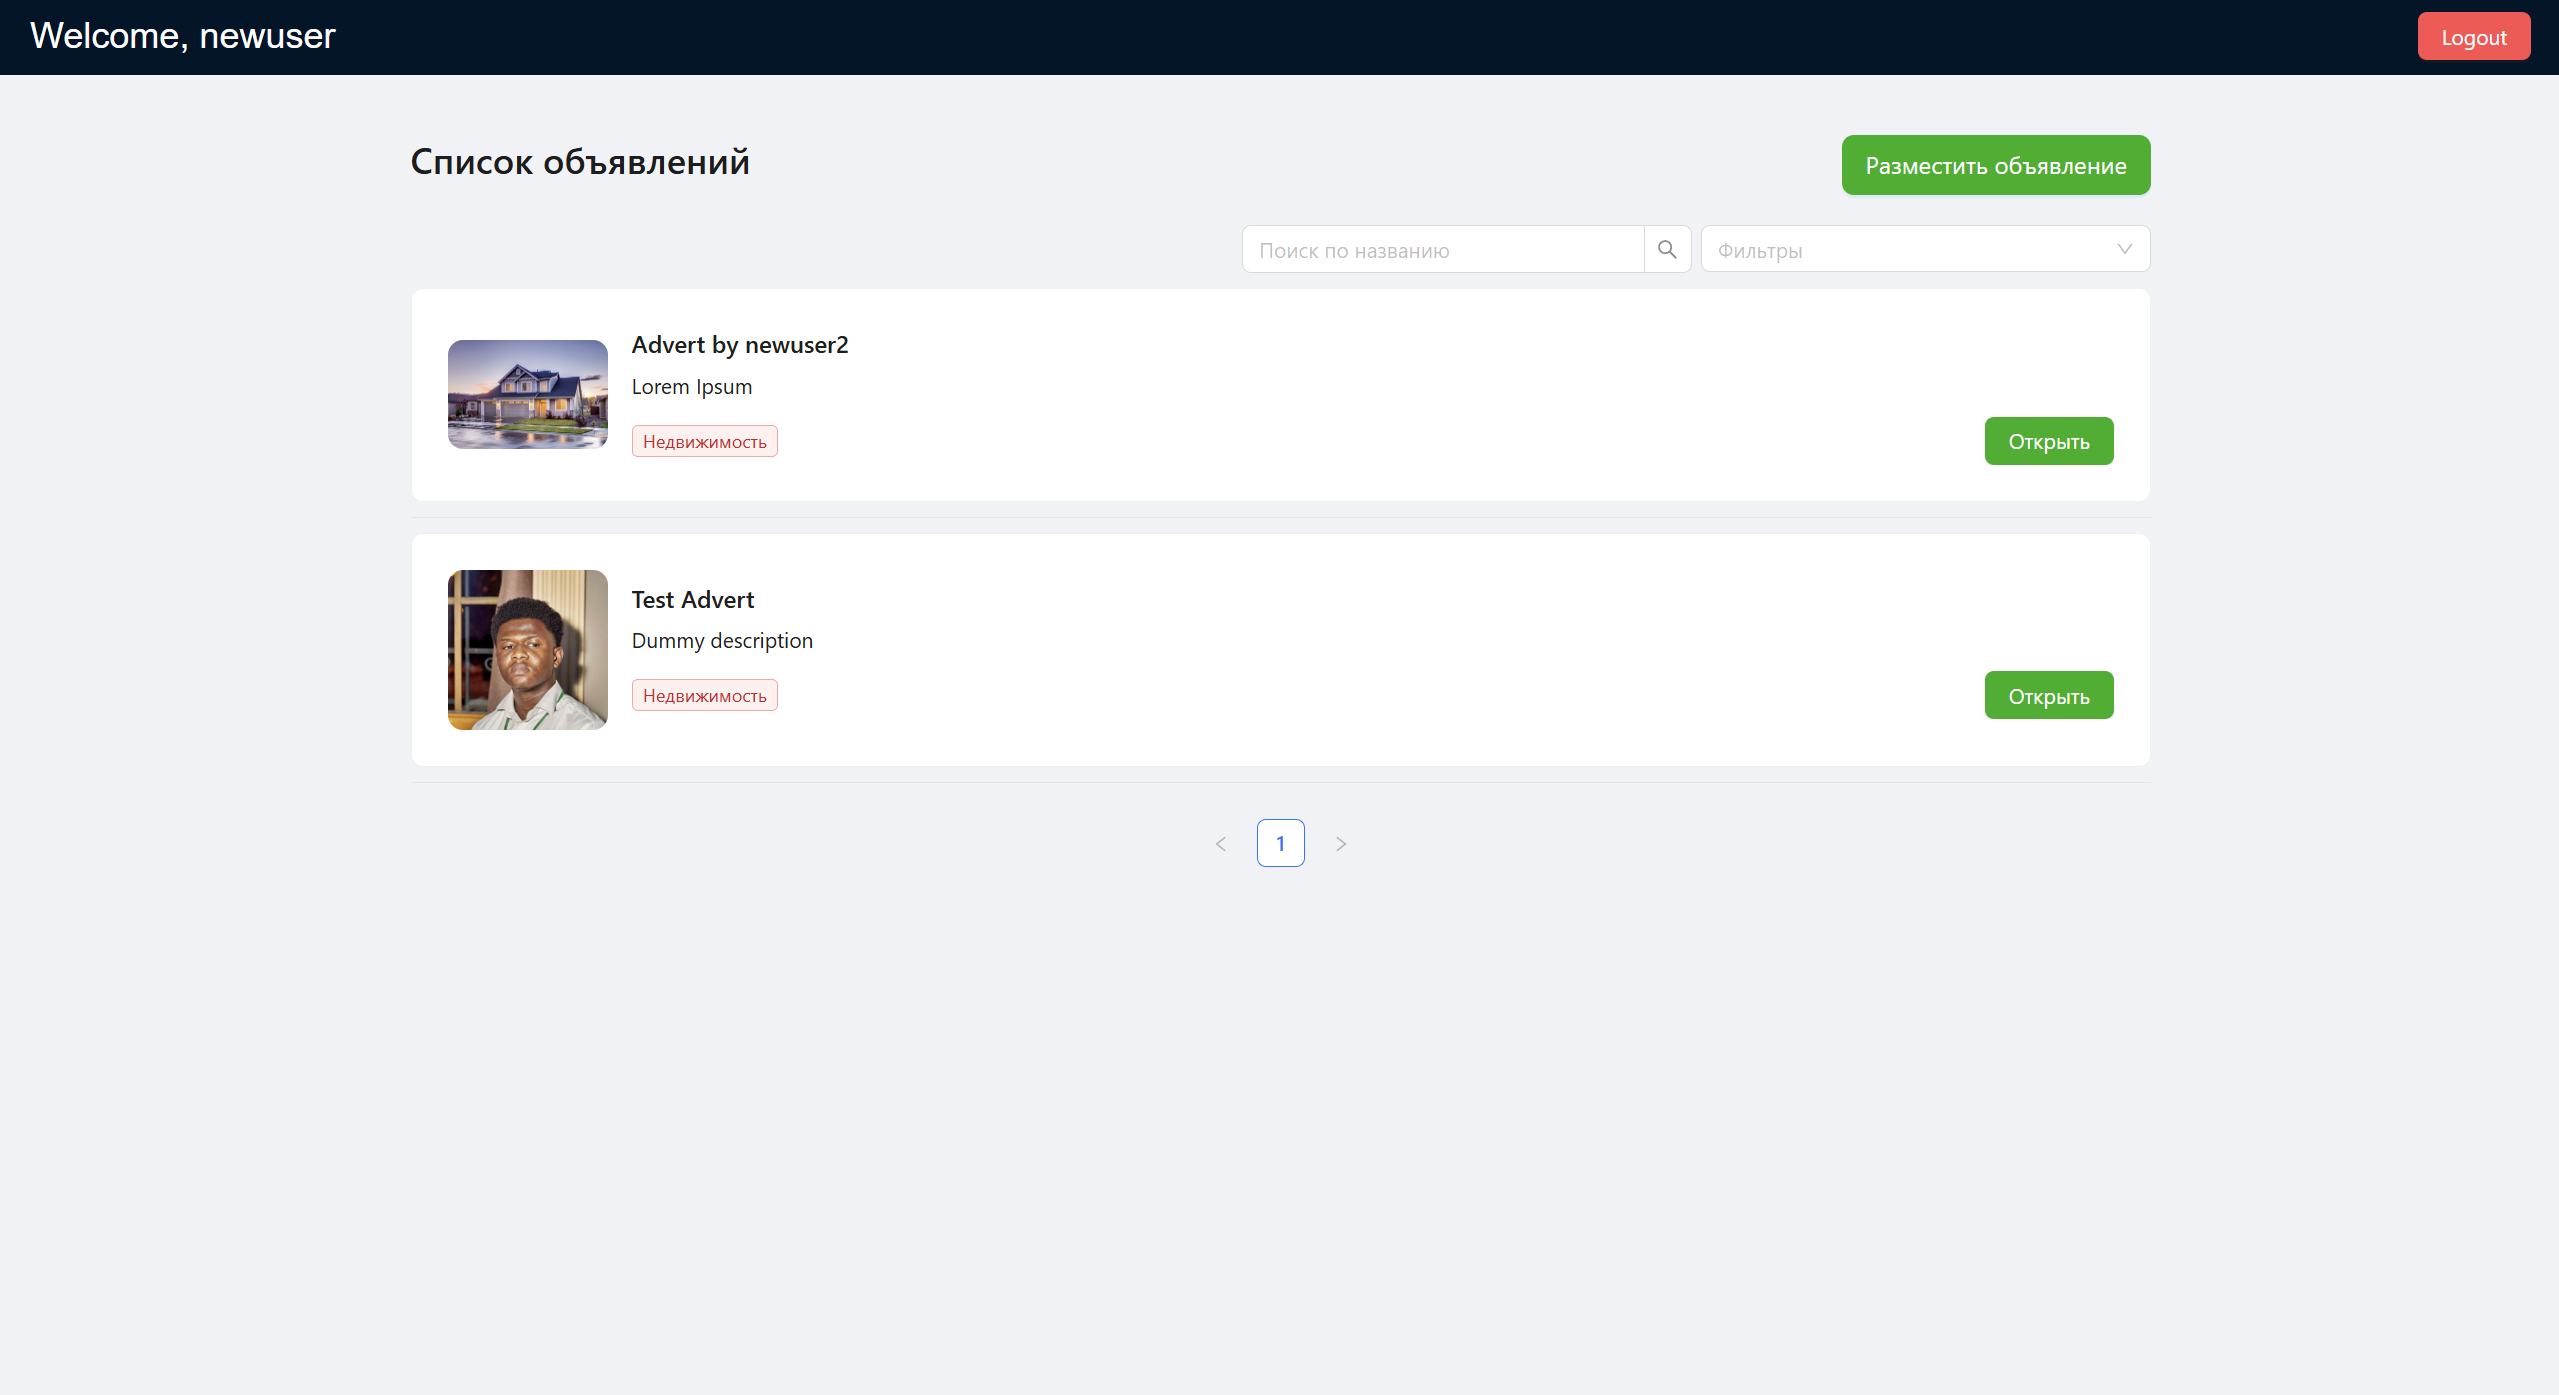 Welcome, newuser
Logout
Список объявлений
Разместить объявление
Поиск по названию
Фильтры
Advert by newuser2
Lorem Ipsum
Недвижимость
Открыть
Test Advert
Dummy description
Недвижимость
Открыть
1